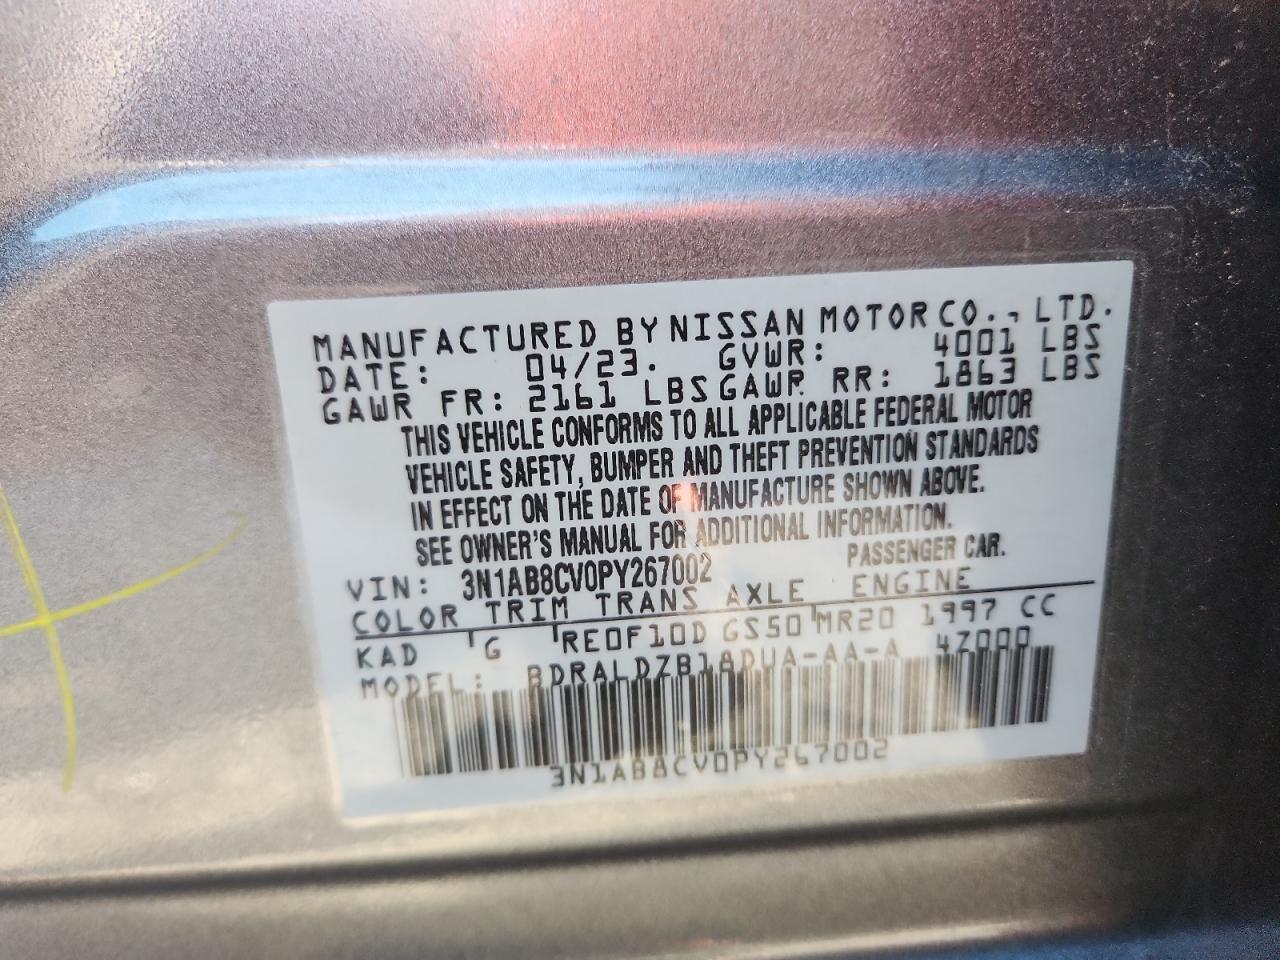 MANUFACTURED BY NISSAN MOTOR CO., LTD.
DATE: 04/23. GVWR: 4001 LBS
GAWR FR: 2161 LBS GAWR RR: 1863 LBS
THIS VEHICLE CONFORMS TO ALL APPLICABLE FEDERAL MOTOR
VEHICLE SAFETY, BUMPER AND THEFT PREVENTION STANDARDS
IN EFFECT ON THE DATE OF MANUFACTURE SHOWN ABOVE.
SEE OWNER'S MANUAL FOR ADDITIONAL INFORMATION.
VIN: 3N1AB8CV0PY267002 PASSENGER CAR.
COLOR TRIM TRANS AXLE ENGINE
KAD G RE0F10D GS50 MR20 1997 CC
MODEL: BDRALDZB18DUA-AA-A 4Z000
3N1AB8CV0PY267002